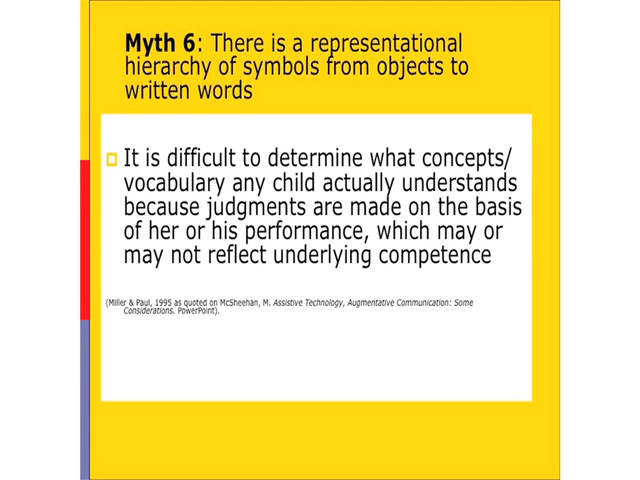 Myth 6: There is a representational
hierarchy of symbols from objects to
written words
It is difficult to determine what concepts/
vocabulary any child actually understands
because judgments are made on the basis
of her or his performance, which may or
may not reflect underlying competence
(Miller & Paul, 1995 as quoted on McSheehan, M. Assistive Technology, Augmentative Communication: Some
Considerations. PowerPoint).